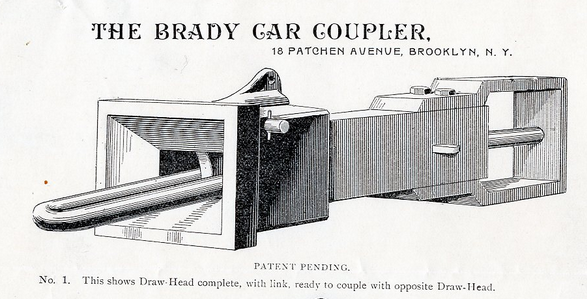 THE BRADY CAR COUPLER,
18 PATCHEN AVENUE, BROOKLYN, N. Y.
PATENT PENDING.
No. 1. This shows Draw-Head complete, with link, ready to couple with opposite Draw-Head.